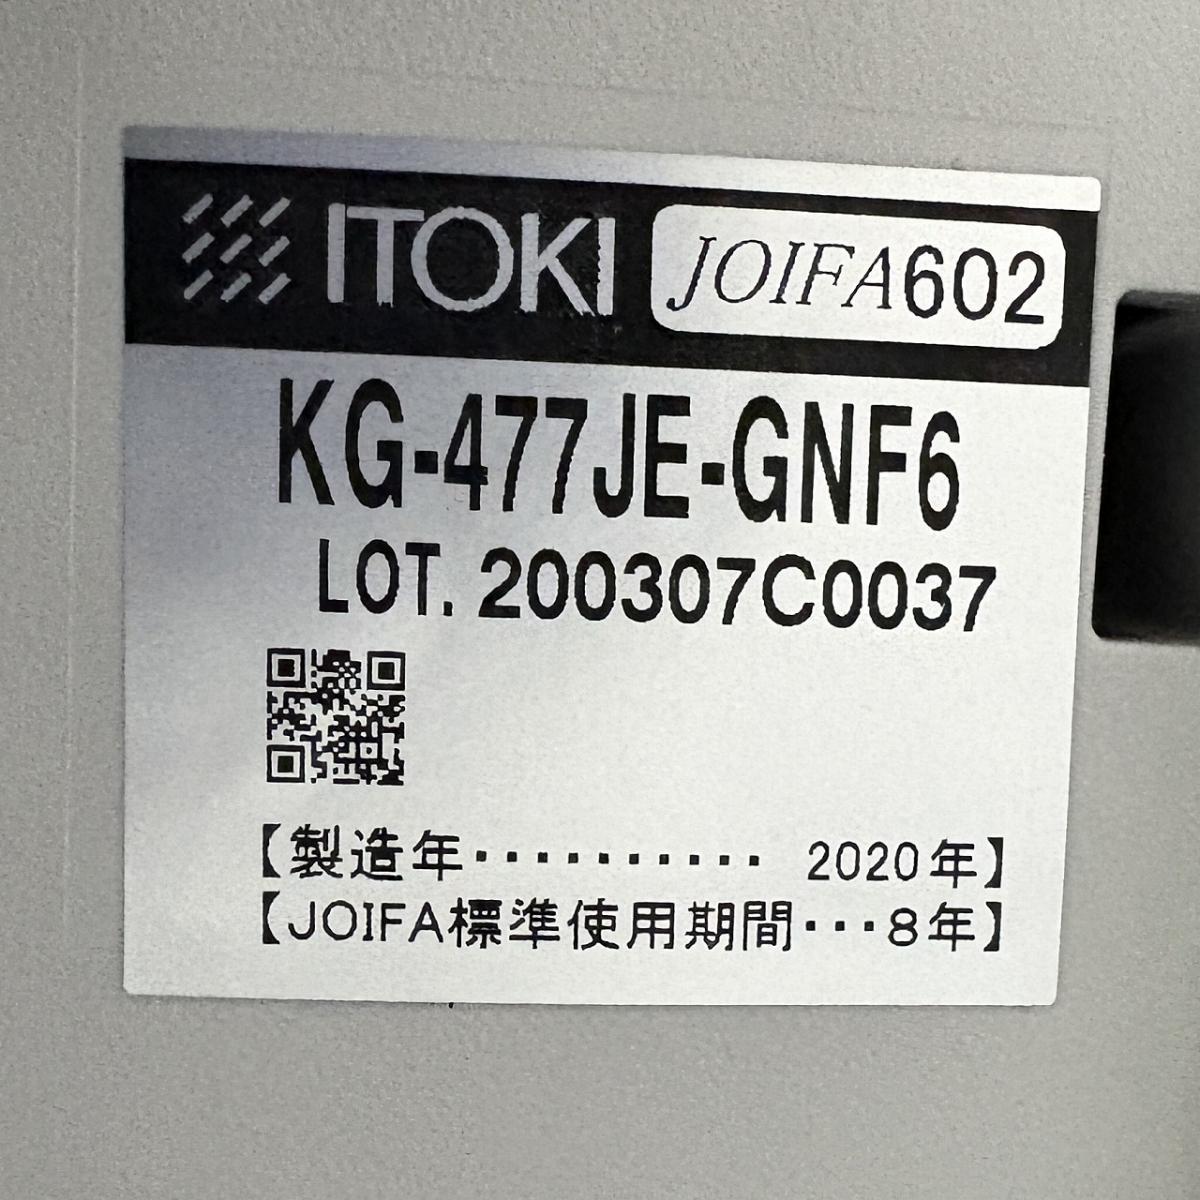 ITOKI JOIFA602
KG-477JE-GNF6
LOT. 200307C0037
【製造年・・・・・・・・・・ 2020年】
【JOIFA標準使用期間・・・8年】